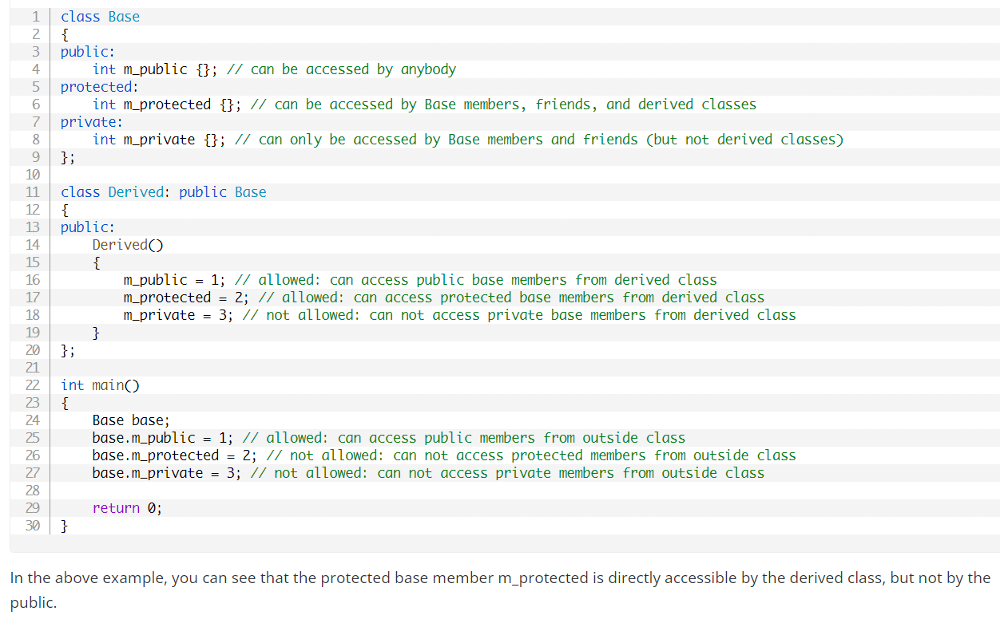 1 class Base
2 {
3 public:
4     int m_public {}; // can be accessed by anybody
5 protected:
6     int m_protected {}; // can be accessed by Base members, friends, and derived classes
7 private:
8     int m_private {}; // can only be accessed by Base members and friends (but not derived classes)
9 };
10
11 class Derived: public Base
12 {
13 public:
14     Derived()
15     {
16         m_public = 1; // allowed: can access public base members from derived class
17         m_protected = 2; // allowed: can access protected base members from derived class
18         m_private = 3; // not allowed: can not access private base members from derived class
19     }
20 };
21
22 int main()
23 {
24     Base base;
25     base.m_public = 1; // allowed: can access public members from outside class
26     base.m_protected = 2; // not allowed: can not access protected members from outside class
27     base.m_private = 3; // not allowed: can not access private members from outside class
28
29     return 0;
30 }
In the above example, you can see that the protected base member m_protected is directly accessible by the derived class, but not by the
public.